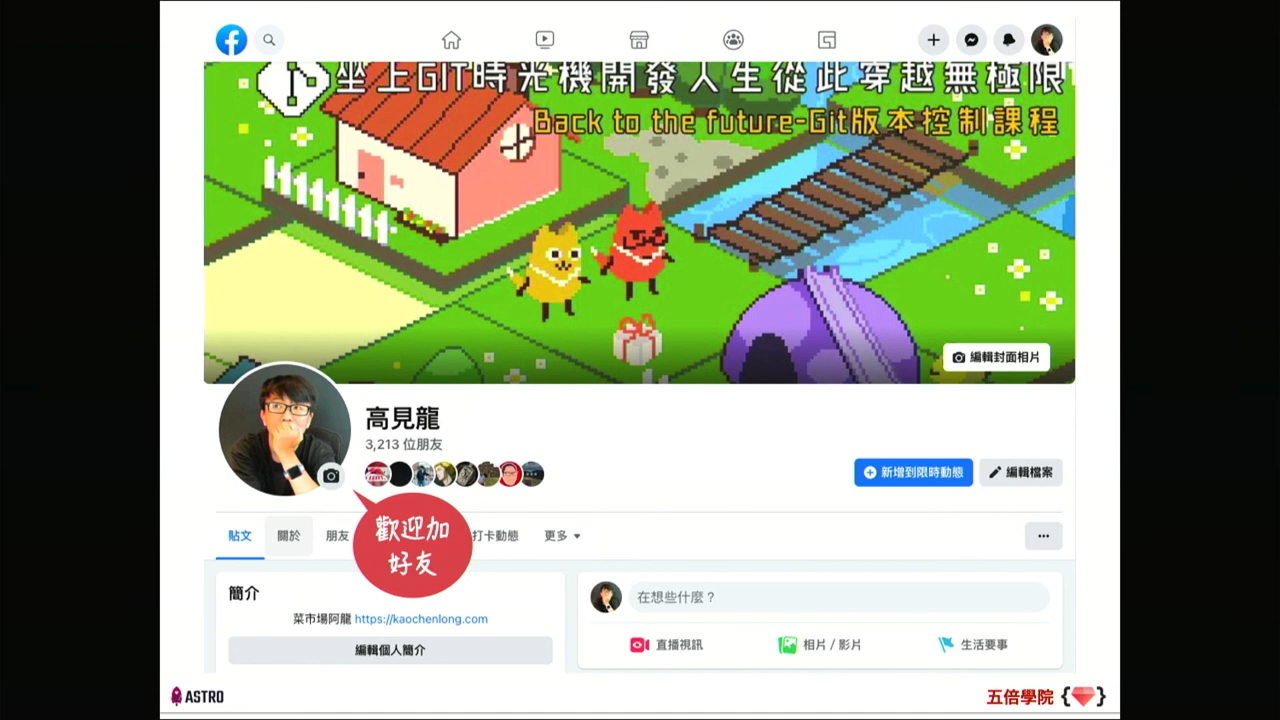 坐上GIT時光機開發人生從此穿越無極限
Back to the future-Git版本控制課程
編輯封面相片
高見龍
3,213 位朋友
新增到限時動態
編輯檔案
歡迎加
好友
貼文 關於 朋友 打卡動態 更多
簡介
菜市場阿龍 https://kaochenlong.com
編輯個人簡介
在想些什麼？
直播視訊 相片 / 影片 生活要事
ASTRO
五倍學院